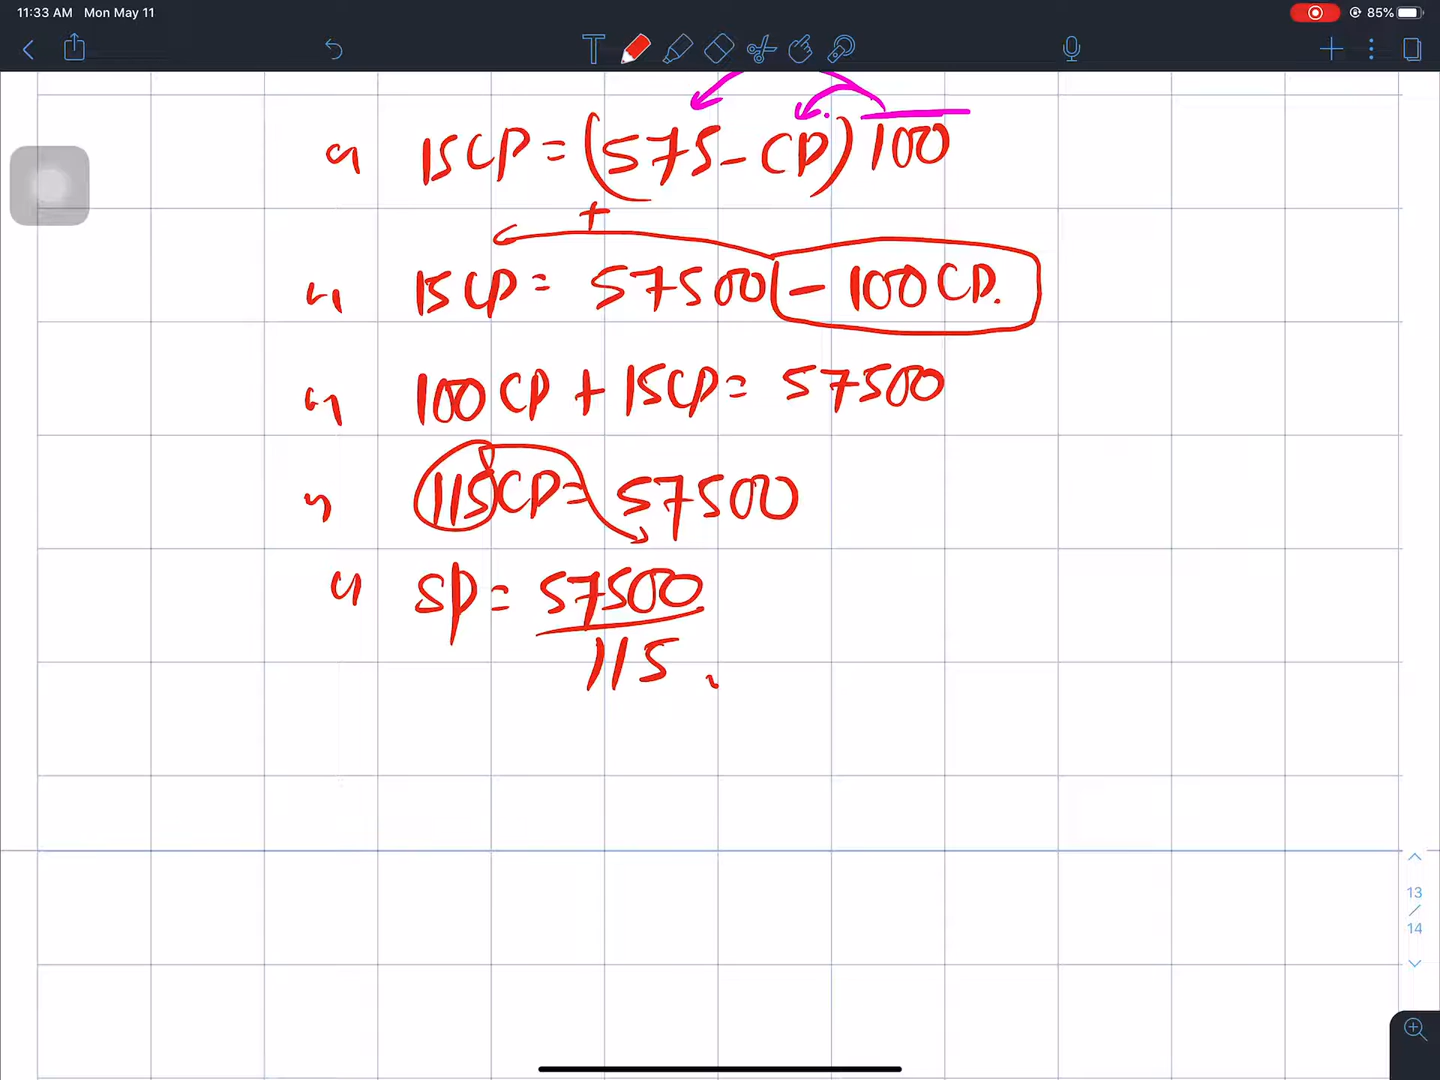 11:33 AM Mon May 11
85%
T
15CP = (575 - CP) 100
+
15CP = 57500 - 100CP.
100CP + 15CP = 57500
115CP = 57500
SP = 57500
115
13
/
14